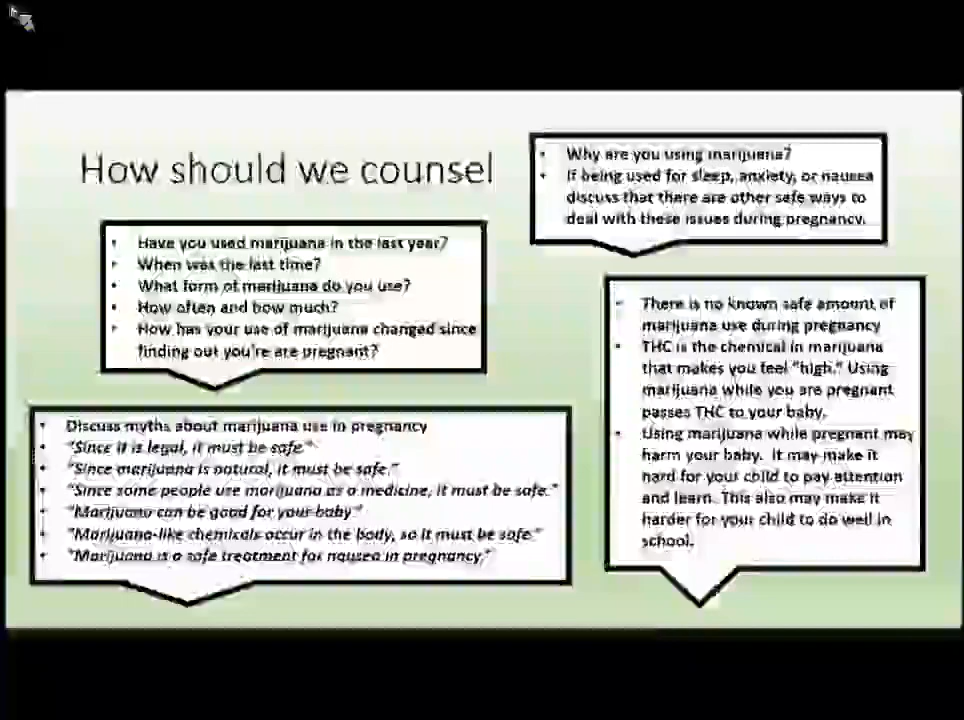 How should we counsel
• Have you used marijuana in the last year?
• When was the last time?
• What form of marijuana do you use?
• How often and how much?
• How has your use of marijuana changed since
finding out you're are pregnant?
• Discuss myths about marijuana use in pregnancy
• "Since it is legal, it must be safe."
• "Since marijuana is natural, it must be safe."
• "Since some people use marijuana as a medicine, it must be safe."
• "Marijuana can be good for your baby."
• "Marijuana-like chemicals occur in the body, so it must be safe."
• "Marijuana is a safe treatment for nausea in pregnancy."
• Why are you using marijuana?
• If being used for sleep, anxiety, or nausea
discuss that there are other safe ways to
deal with these issues during pregnancy.
• There is no known safe amount of
marijuana use during pregnancy
• THC is the chemical in marijuana
that makes you feel "high." Using
marijuana while you are pregnant
passes THC to your baby.
• Using marijuana while pregnant may
harm your baby. It may make it
hard for your child to pay attention
and learn. This also may make it
harder for your child to do well in
school.